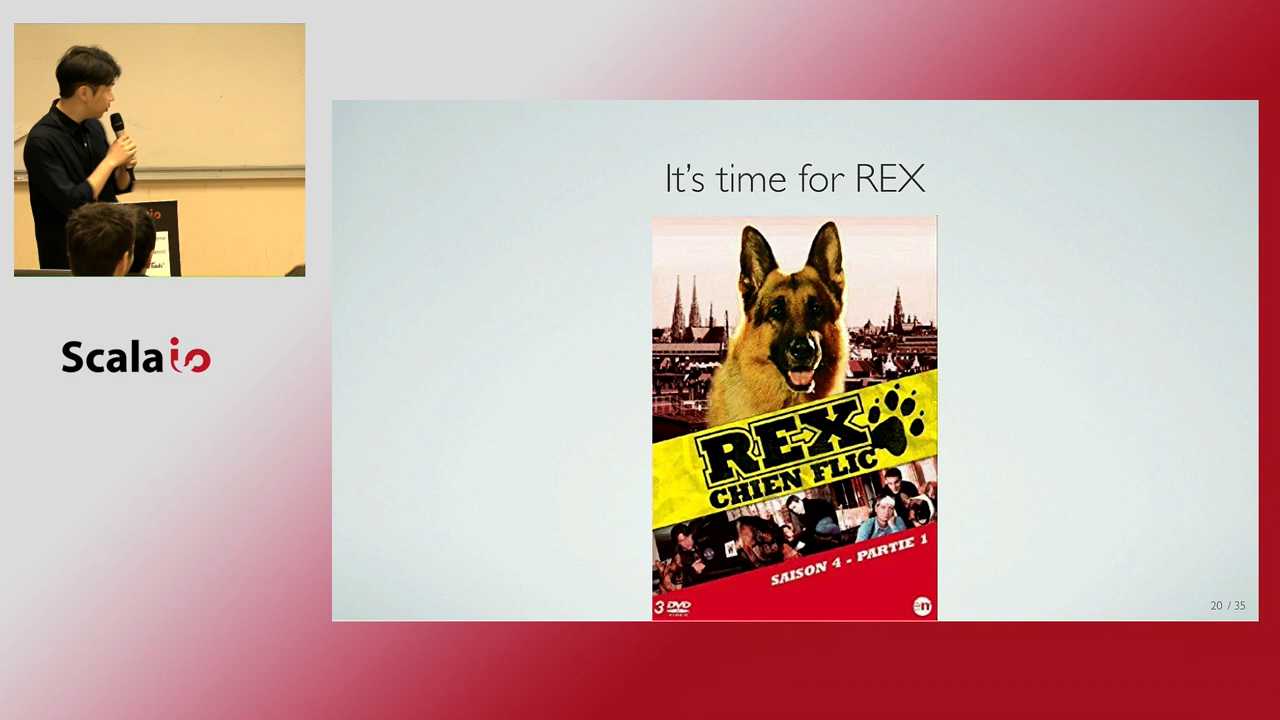 It's time for REX
REX
CHIEN FLIC
SAISON 4 - PARTIE 1
3 DVD
20 / 35
Scala io